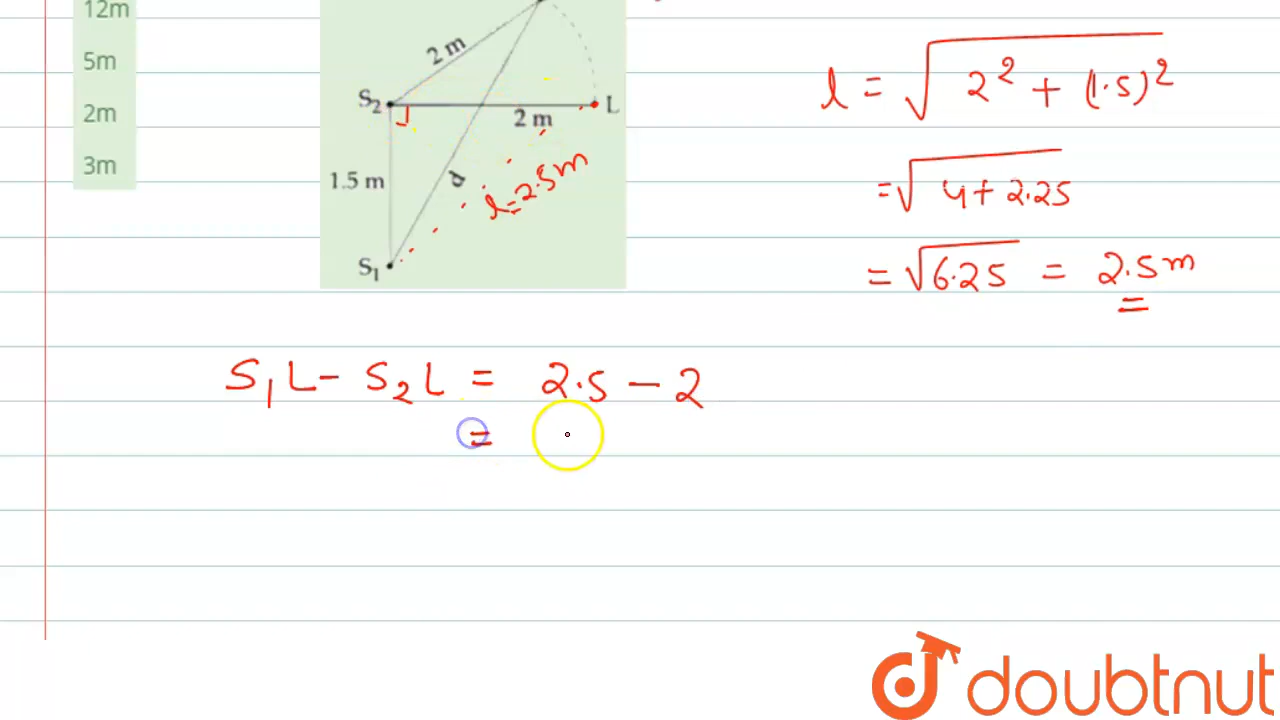 12m
5m
2m
3m
2 m
S₂
L
2 m
1.5 m
d
l = 2.5m
S₁
l = √2² + (1.5)²
= √4 + 2.25
= √6.25 = 2.5m
S₁L - S₂L = 2.5 - 2
=
doubtnut